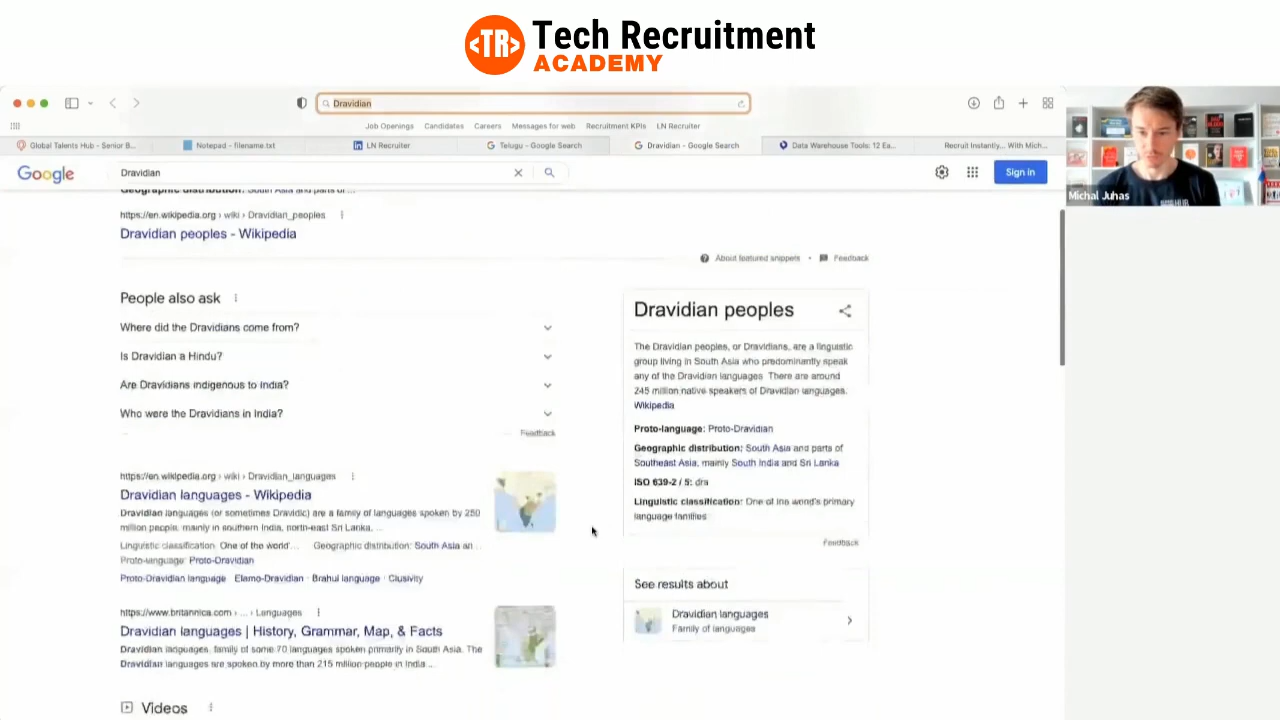 <TR> Tech Recruitment
ACADEMY
Dravidian
Job Openings Candidates Careers Messages for web Recruitment KPIs LN Recruiter
Global Talents Hub - Senior B... Notepad - filename.txt LN Recruiter Telugu - Google Search Dravidian - Google Search Data Warehouse Tools: 12 Ea... Recruit Instantly... With Mich...
Google Dravidian Sign in
Michal Juhas
Geographic distribution: South Asia and parts of ...
https://en.wikipedia.org › wiki › Dravidian_peoples
Dravidian peoples - Wikipedia
About featured snippets • Feedback
People also ask
Where did the Dravidians come from?
Is Dravidian a Hindu?
Are Dravidians indigenous to India?
Who were the Dravidians in India?
Feedback
https://en.wikipedia.org › wiki › Dravidian_languages
Dravidian languages - Wikipedia
Dravidian languages (or sometimes Dravidic) are a family of languages spoken by 250
million people, mainly in southern India, north-east Sri Lanka, ...
Linguistic classification: One of the world'... Geographic distribution: South Asia an...
Proto-language: Proto-Dravidian
Proto-Dravidian language · Elamo-Dravidian · Brahui language · Clusivity
https://www.britannica.com › ... › Languages
Dravidian languages | History, Grammar, Map, & Facts
Dravidian languages, family of some 70 languages spoken primarily in South Asia. The
Dravidian languages are spoken by more than 215 million people in India ...
Videos
Dravidian peoples
The Dravidian peoples, or Dravidians, are a linguistic
group living in South Asia who predominantly speak
any of the Dravidian languages. There are around
245 million native speakers of Dravidian languages.
Wikipedia
Proto-language: Proto-Dravidian
Geographic distribution: South Asia and parts of
Southeast Asia, mainly South India and Sri Lanka
ISO 639-2 / 5: dra
Linguistic classification: One of the world's primary
language families
Feedback
See results about
Dravidian languages
Family of languages